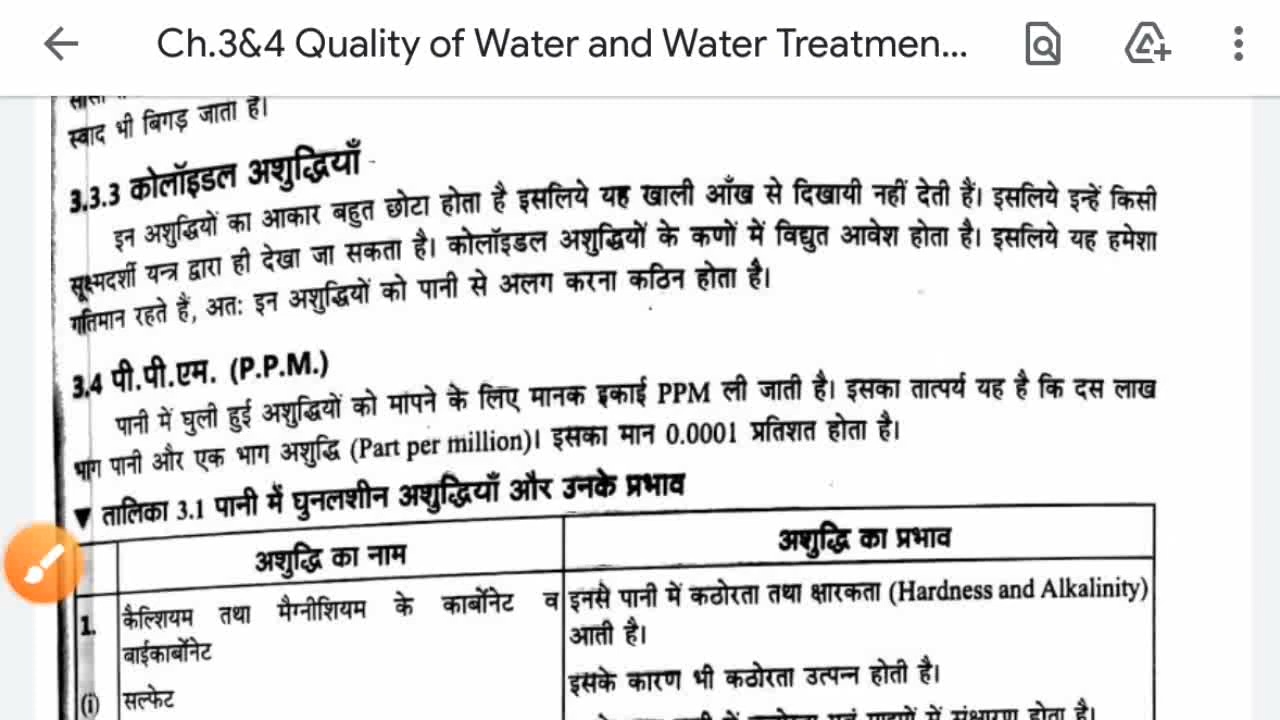 Ch.3&4 Quality of Water and Water Treatmen...
स्वाद भी बिगड़ जाता है।
3.3.3 कोलॉइडल अशुद्धियाँ
इन अशुद्धियों का आकार बहुत छोटा होता है इसलिये यह खाली आँख से दिखायी नहीं देती हैं। इसलिये इन्हें किसी
सूक्ष्मदर्शी यन्त्र द्वारा ही देखा जा सकता है। कोलॉइडल अशुद्धियों के कणों में विद्युत आवेश होता है। इसलिये यह हमेशा
गतिमान रहते हैं, अतः इन अशुद्धियों को पानी से अलग करना कठिन होता है।
3.4 पी.पी.एम. (P.P.M.)
पानी में घुली हुई अशुद्धियों को मांपने के लिए मानक इकाई PPM ली जाती है। इसका तात्पर्य यह है कि दस लाख
भाग पानी और एक भाग अशुद्धि (Part per million)। इसका मान 0.0001 प्रतिशत होता है।
▼ तालिका 3.1 पानी में घुनलशीन अशुद्धियाँ और उनके प्रभाव
अशुद्धि का नाम
अशुद्धि का प्रभाव
1. कैल्शियम तथा मैग्नीशियम के कार्बोनेट व
बाईकार्बोनेट
इनसे पानी में कठोरता तथा क्षारकता (Hardness and Alkalinity)
आती है।
(i) सल्फेट
इसके कारण भी कठोरता उत्पन्न होती है।